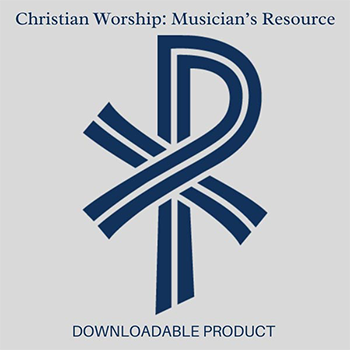 Christian Worship: Musician's Resource
DOWNLOADABLE PRODUCT